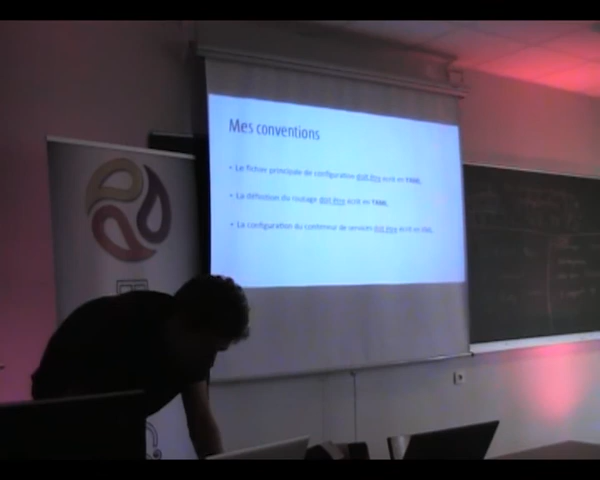 Mes conventions
• Le fichier principale de configuration doit être écrit en YAML
• La définition du routage doit être écrit en YAML
• La configuration du conteneur de services doit être écrit en XML